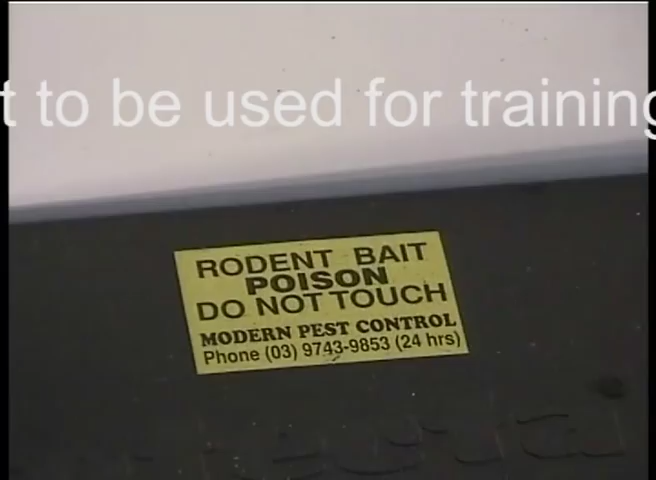 t to be used for training
RODENT BAIT
POISON
DO NOT TOUCH
MODERN PEST CONTROL
Phone (03) 9743-9853 (24 hrs)